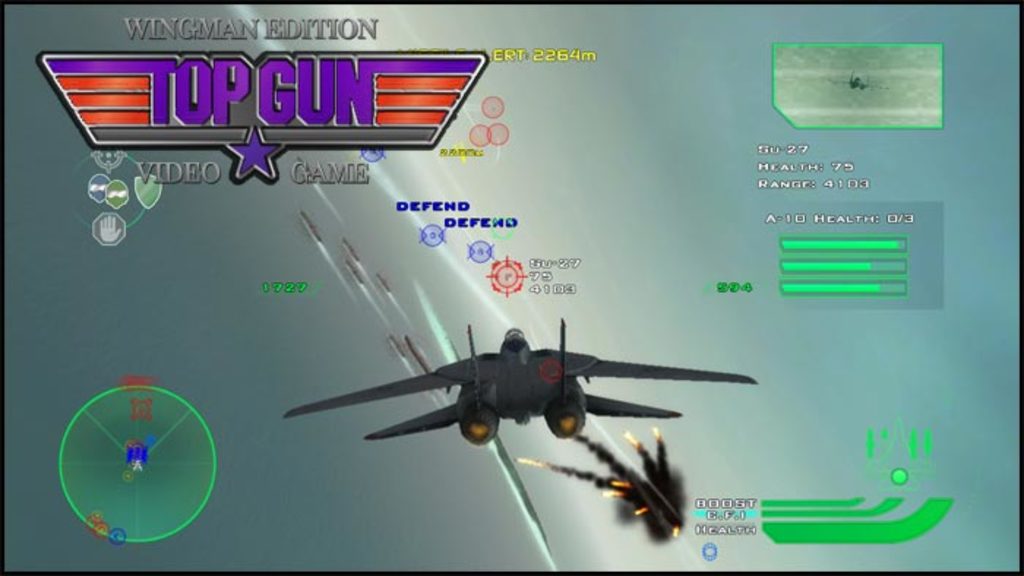 WINGMAN EDITION
TOP GUN
VIDEO GAME
ERT: 2264m
Su-27
Health: 75
Range: 4103
A-10 Health: 0/3
DEFEND
DEFEND
Su-27
75
4103
1727
594
BOOST
C.F.I
Health